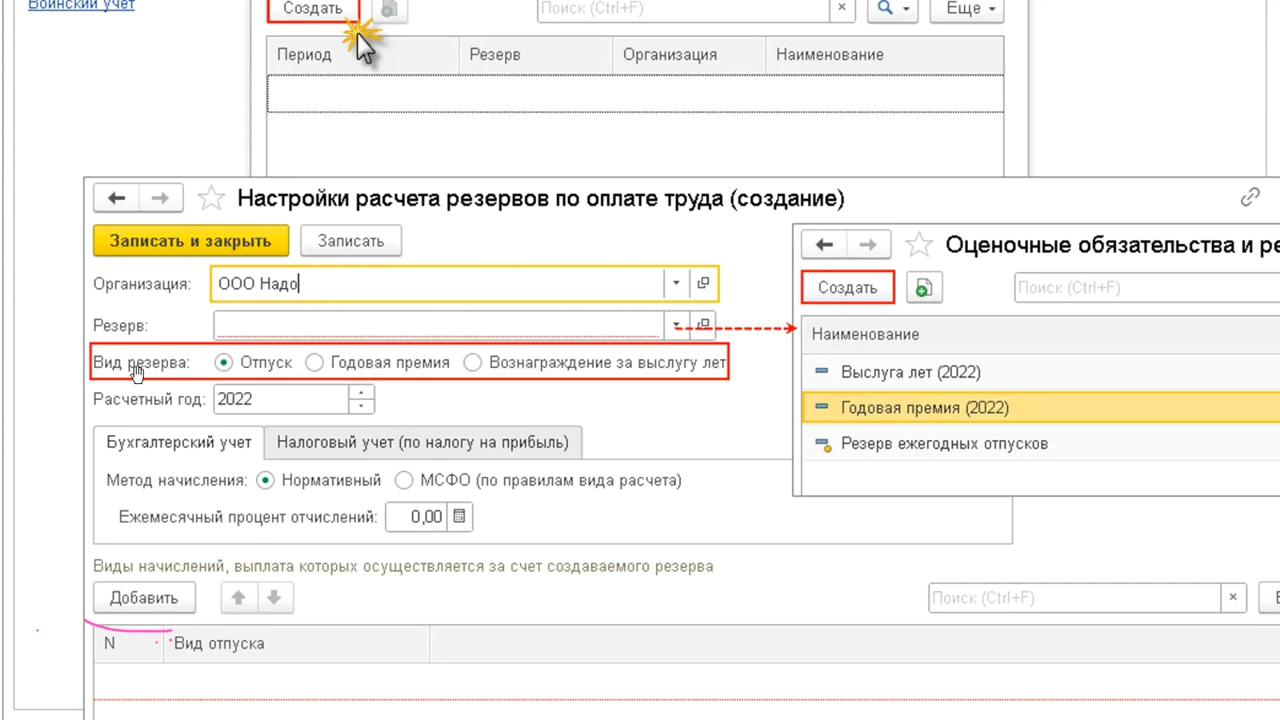 Воинский учет
Создать
Поиск (Ctrl+F)
×
Еще
Период
Резерв
Организация
Наименование
Настройки расчета резервов по оплате труда (создание)
Записать и закрыть
Записать
Организация:
ООО Надо
Резерв:
Вид резерва:
Отпуск
Годовая премия
Вознаграждение за выслугу лет
Расчетный год:
2022
Бухгалтерский учет
Налоговый учет (по налогу на прибыль)
Метод начисления:
Нормативный
МСФО (по правилам вида расчета)
Ежемесячный процент отчислений:
0,00
Оценочные обязательства и ре
Создать
Поиск (Ctrl+F)
Наименование
Выслуга лет (2022)
Годовая премия (2022)
Резерв ежегодных отпусков
Виды начислений, выплата которых осуществляется за счет создаваемого резерва
Добавить
Поиск (Ctrl+F)
×
N
Вид отпуска